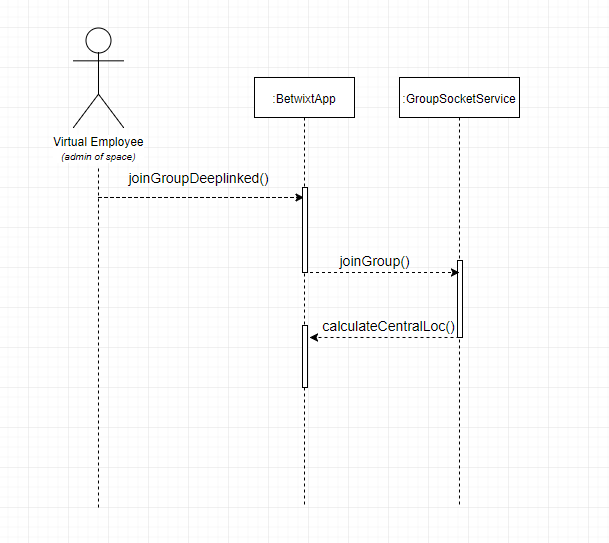 :BetwixtApp
:GroupSocketService
Virtual Employee
(admin of space)
joinGroupDeeplinked()
joinGroup()
calculateCentralLoc()